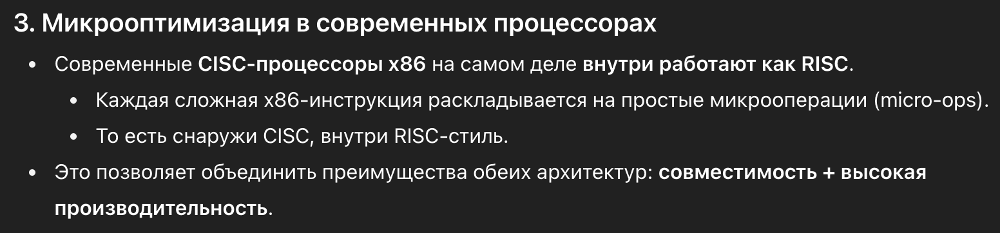 3. Микрооптимизация в современных процессорах
• Современные CISC-процессоры x86 на самом деле внутри работают как RISC.
• Каждая сложная x86-инструкция раскладывается на простые микрооперации (micro-ops).
• То есть снаружи CISC, внутри RISC-стиль.
• Это позволяет объединить преимущества обеих архитектур: совместимость + высокая
производительность.